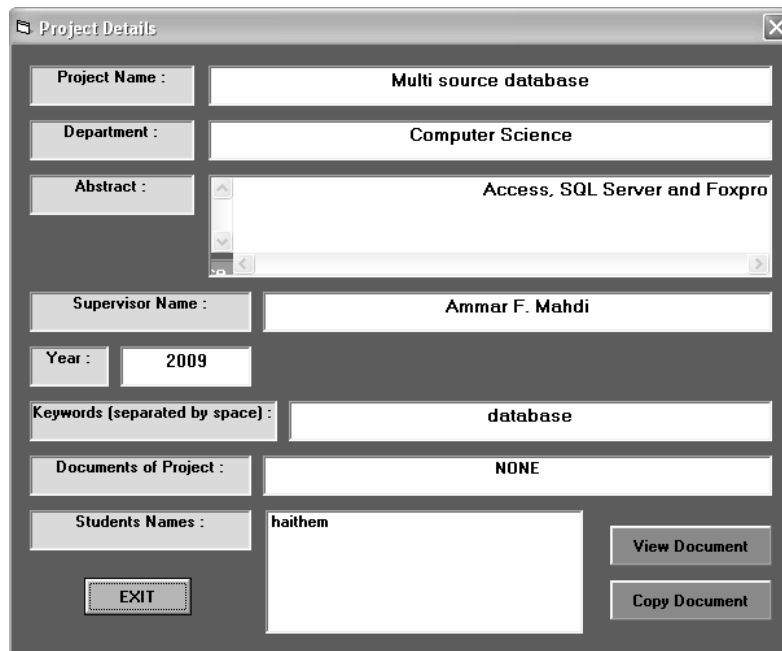 Project Details
Project Name : Multi source database
Department : Computer Science
Abstract : Access, SQL Server and Foxpro
Supervisor Name : Ammar F. Mahdi
Year : 2009
Keywords (separated by space) : database
Documents of Project : NONE
Students Names : haithem
View Document
EXIT
Copy Document